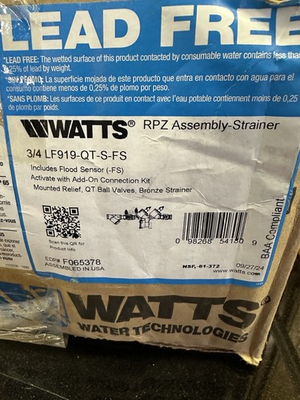 LEAD FREE
*LEAD FREE: The wetted surface of this product contacted by consumable water contains less than
0.25% of lead by weight.
*SIN PLOMO: La superficie mojada de este producto que entra en contacto con agua para el
consumo contiene menos de 0.25% de plomo por peso.
*SANS PLOMB: Les surfaces de ce produit en contact avec l'eau potable contiennent moins de 0,25
de plomb par poids
WATTS® RPZ Assembly-Strainer
3/4 LF919-QT-S-FS
Includes Flood Sensor (-FS)
Activate with Add-On Connection Kit
Mounted Relief, QT Ball Valves, Bronze Strainer
Scan this QR for
Product Info
EDP# F065378
ASSEMBLED IN USA
0 98268 54180 9
NSF-61-372
09/27/24
www.watts.com
BAA Compliant
WATTS
WATER TECHNOLOGIES